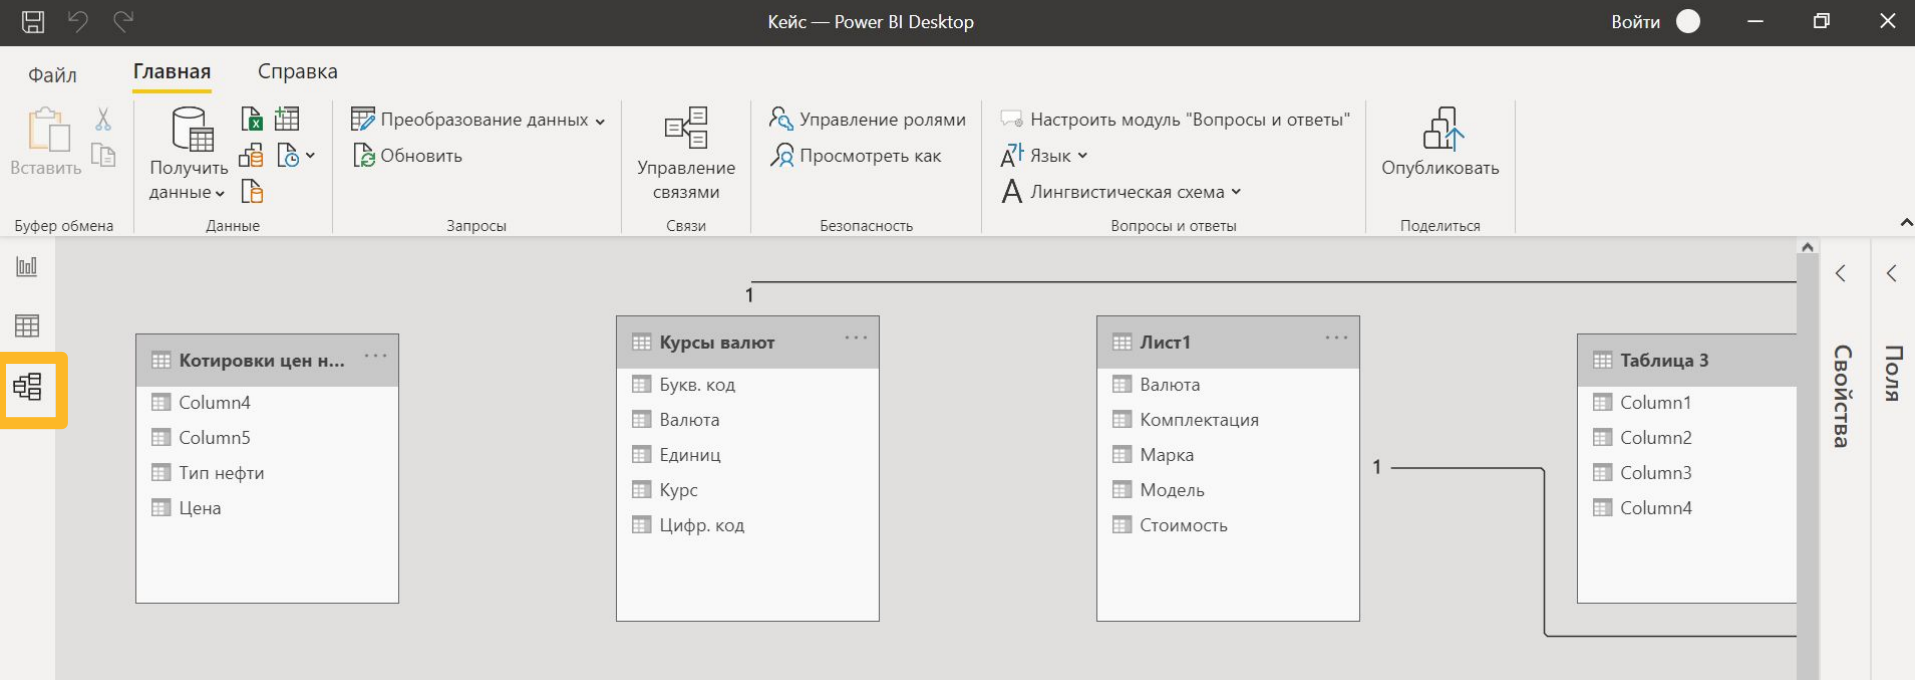 Кейс — Power BI Desktop
Войти
Файл
Главная
Справка
Вставить
Буфер обмена
Получить
данные
Данные
Преобразование данных
Обновить
Запросы
Управление
связями
Связи
Управление ролями
Просмотреть как
Безопасность
Настроить модуль "Вопросы и ответы"
Язык
Лингвистическая схема
Вопросы и ответы
Опубликовать
Поделиться
1
Котировки цен н...
Column4
Column5
Тип нефти
Цена
Курсы валют
Букв. код
Валюта
Единиц
Курс
Цифр. код
Лист1
Валюта
Комплектация
Марка
Модель
Стоимость
1
Таблица 3
Column1
Column2
Column3
Column4
Свойства
Поля